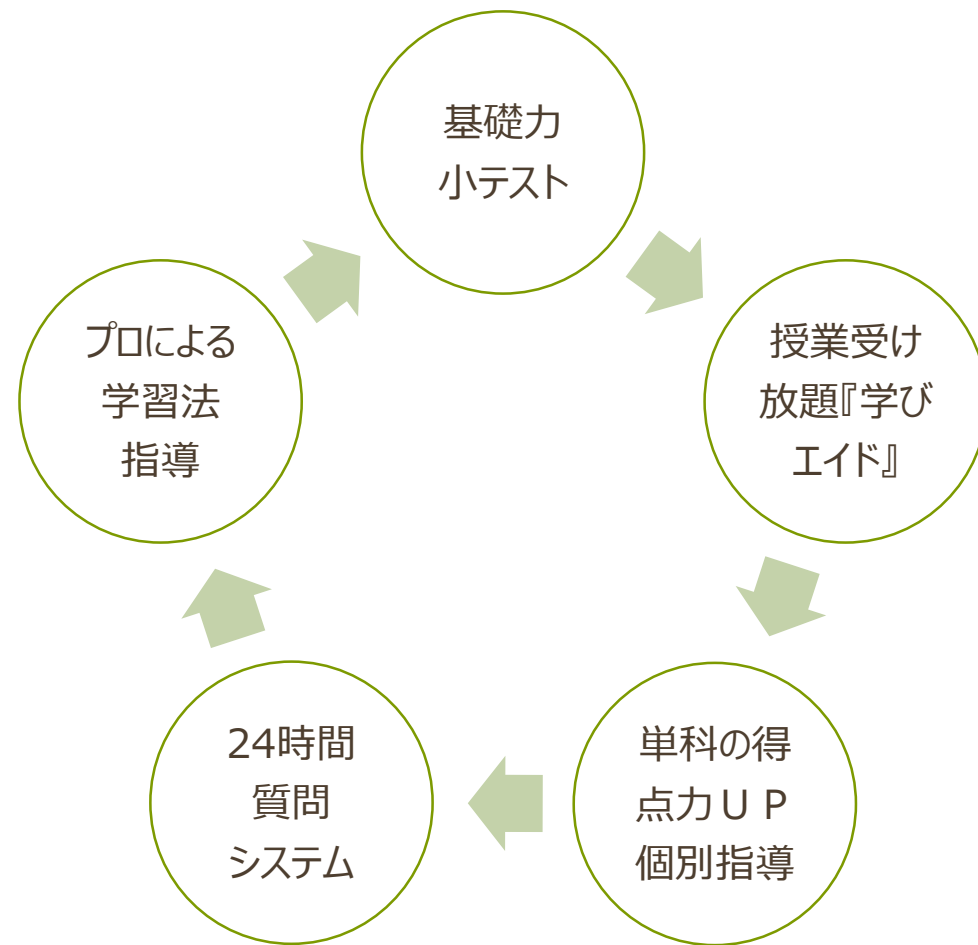 基礎力
小テスト
授業受け
放題『学び
エイド』
単科の得
点力ＵＰ
個別指導
24時間
質問
システム
プロによる
学習法
指導